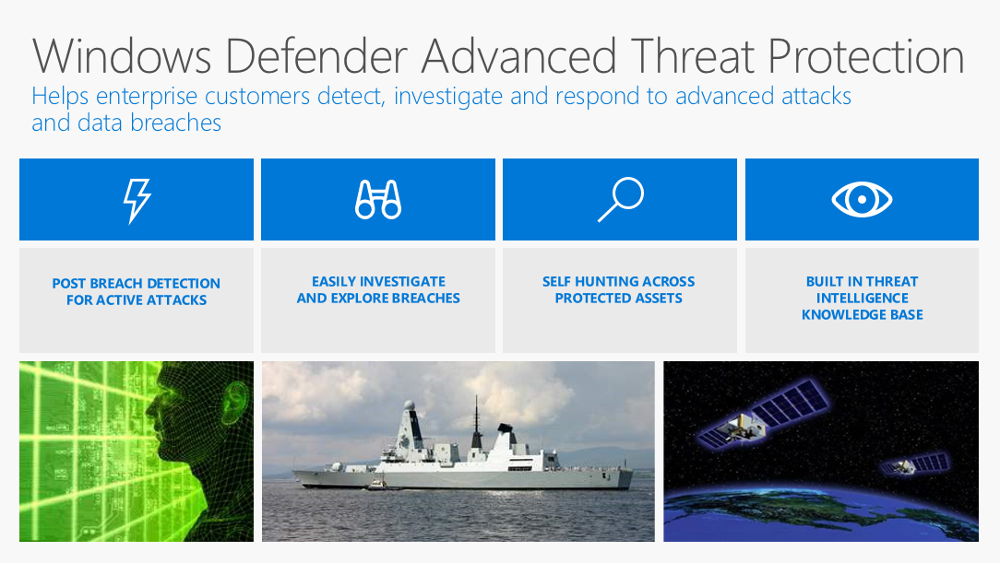 Windows Defender Advanced Threat Protection
Helps enterprise customers detect, investigate and respond to advanced attacks
and data breaches
POST BREACH DETECTION
FOR ACTIVE ATTACKS
EASILY INVESTIGATE
AND EXPLORE BREACHES
SELF HUNTING ACROSS
PROTECTED ASSETS
BUILT IN THREAT
INTELLIGENCE
KNOWLEDGE BASE